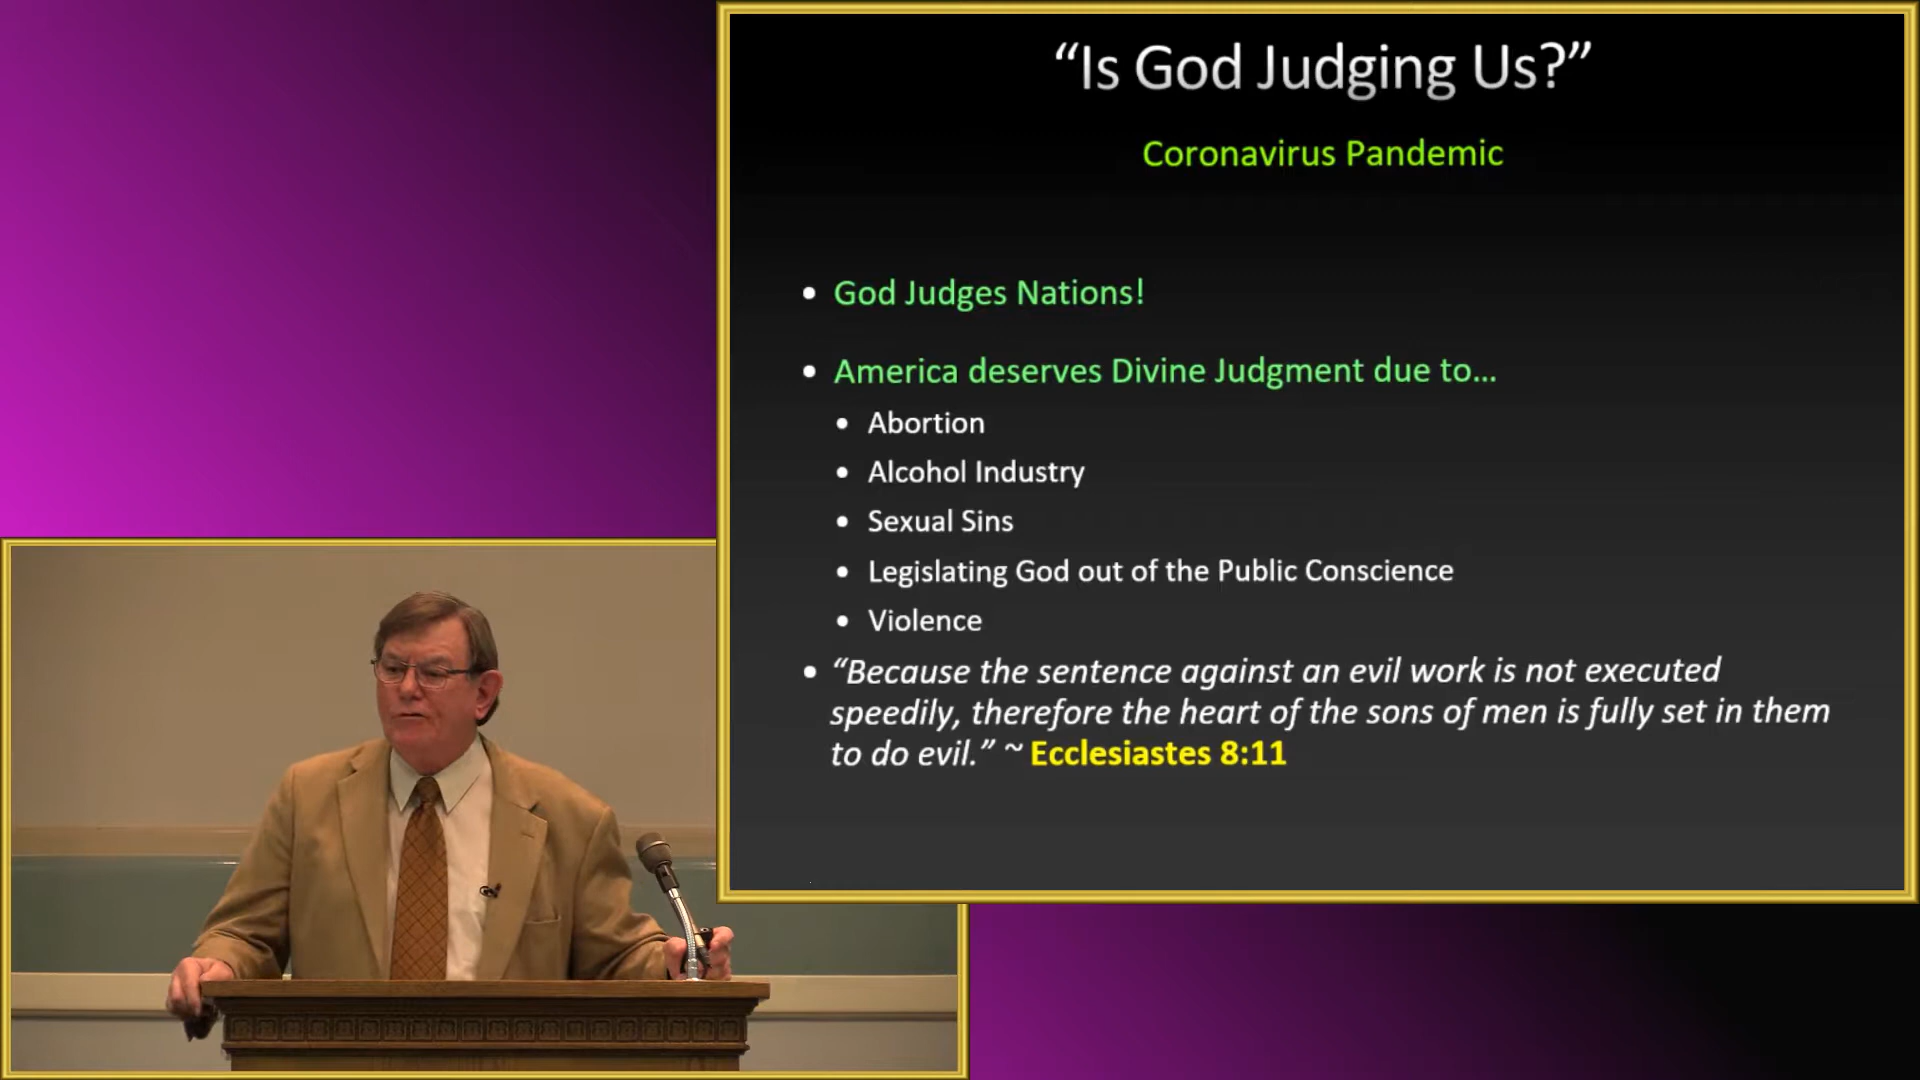 “Is God Judging Us?”
Coronavirus Pandemic
• God Judges Nations!
• America deserves Divine Judgment due to...
• Abortion
• Alcohol Industry
• Sexual Sins
• Legislating God out of the Public Conscience
• Violence
• “Because the sentence against an evil work is not executed
speedily, therefore the heart of the sons of men is fully set in them
to do evil.” ~ Ecclesiastes 8:11